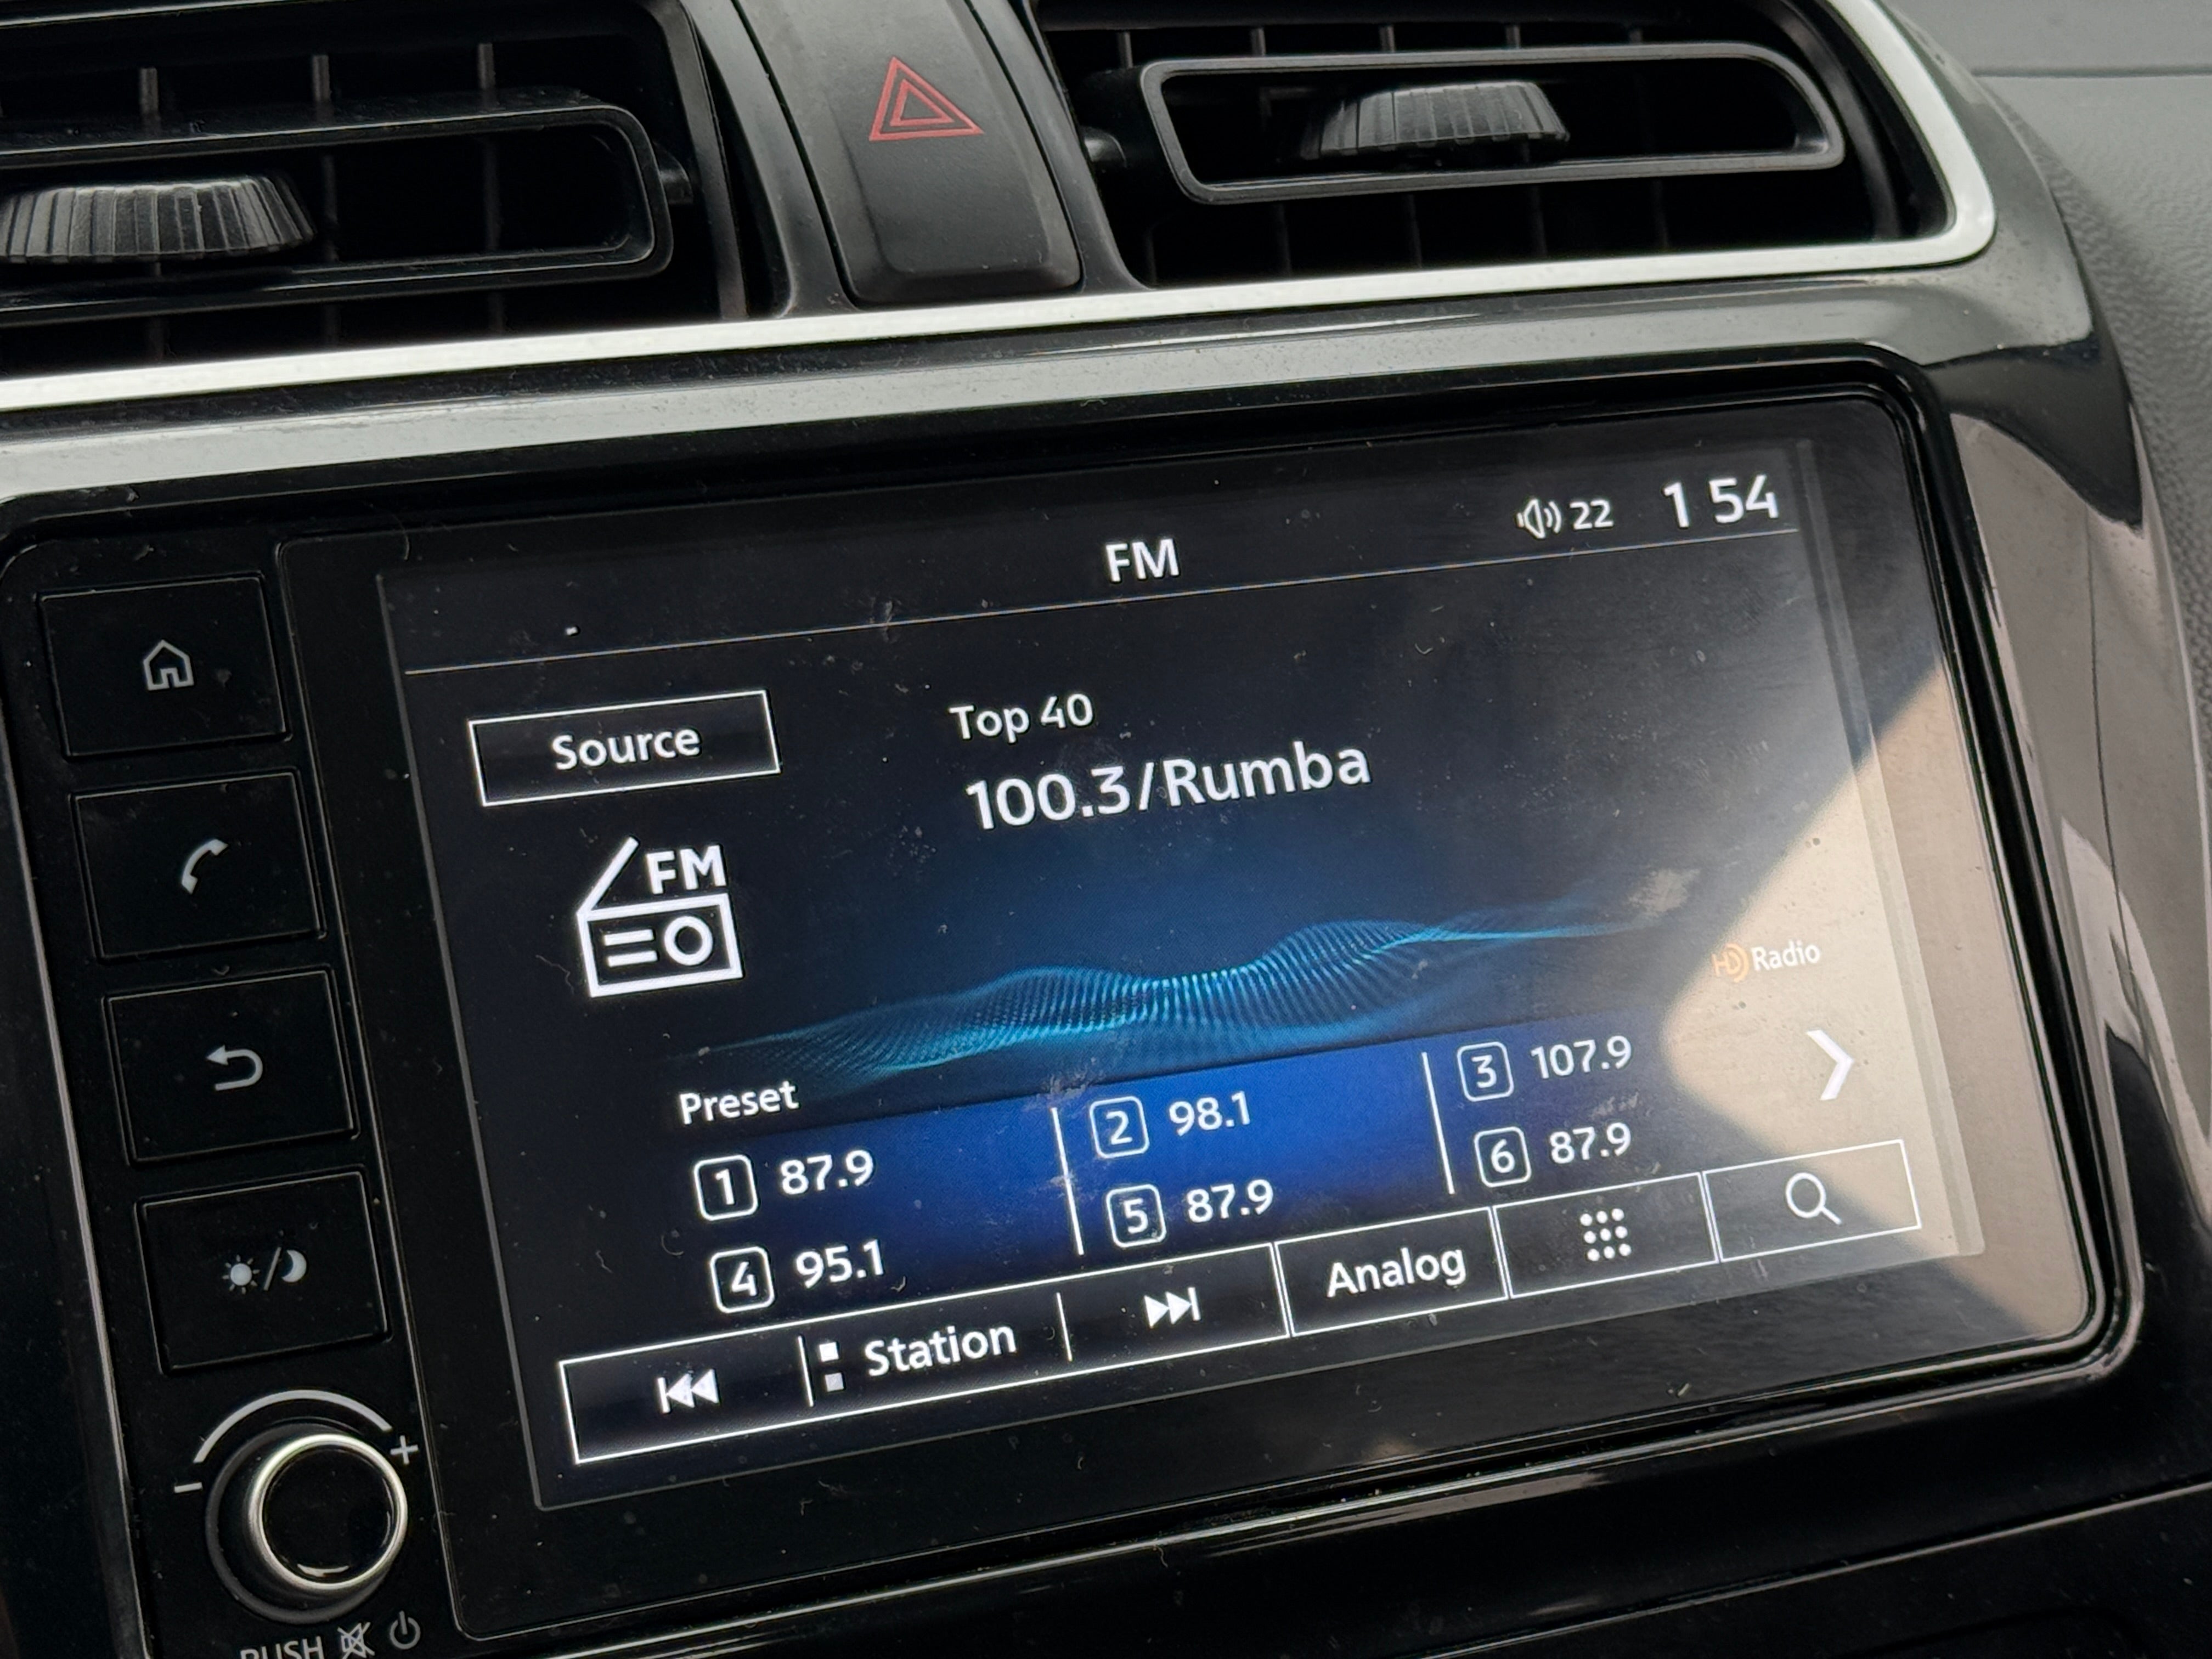 22 1 54
FM
Source
Top 40
100.3/Rumba
FM
HD Radio
Preset
1 87.9
2 98.1
3 107.9
4 95.1
5 87.9
6 87.9
Station
Analog
- +
PUSH